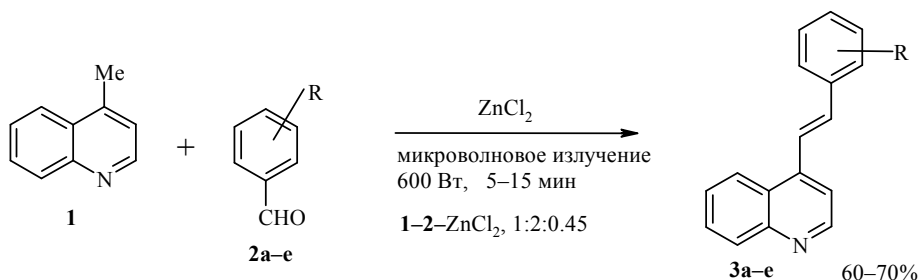 Me
N
1
+
R
CHO
2a–e
ZnCl2
микроволновое излучение
600 Вт, 5–15 мин
1–2–ZnCl2, 1:2:0.45
R
N
3a–e
60–70%